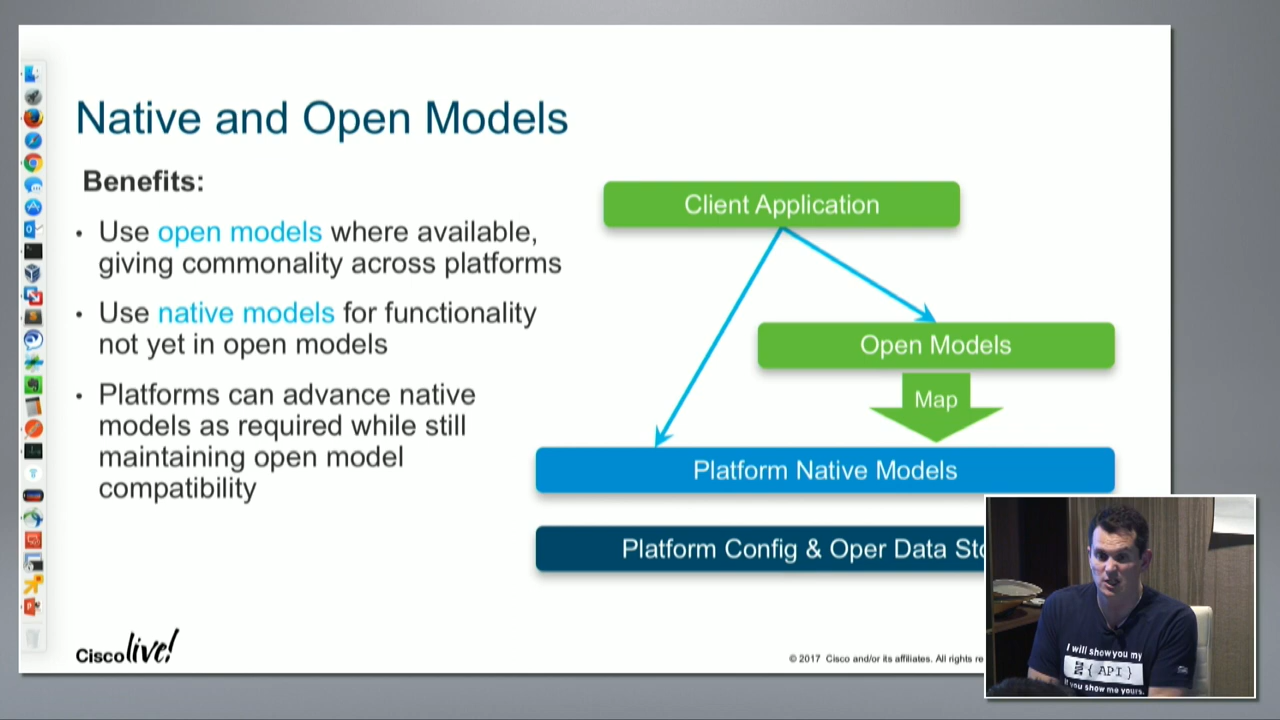 Native and Open Models
Benefits:
• Use open models where available,
giving commonality across platforms
• Use native models for functionality
not yet in open models
• Platforms can advance native
models as required while still
maintaining open model
compatibility
Client Application
Open Models
Map
Platform Native Models
Platform Config & Oper Data Sto
Cisco live!
© 2017 Cisco and/or its affiliates. All rights re
I will show you my
{ API }
if you show me yours.